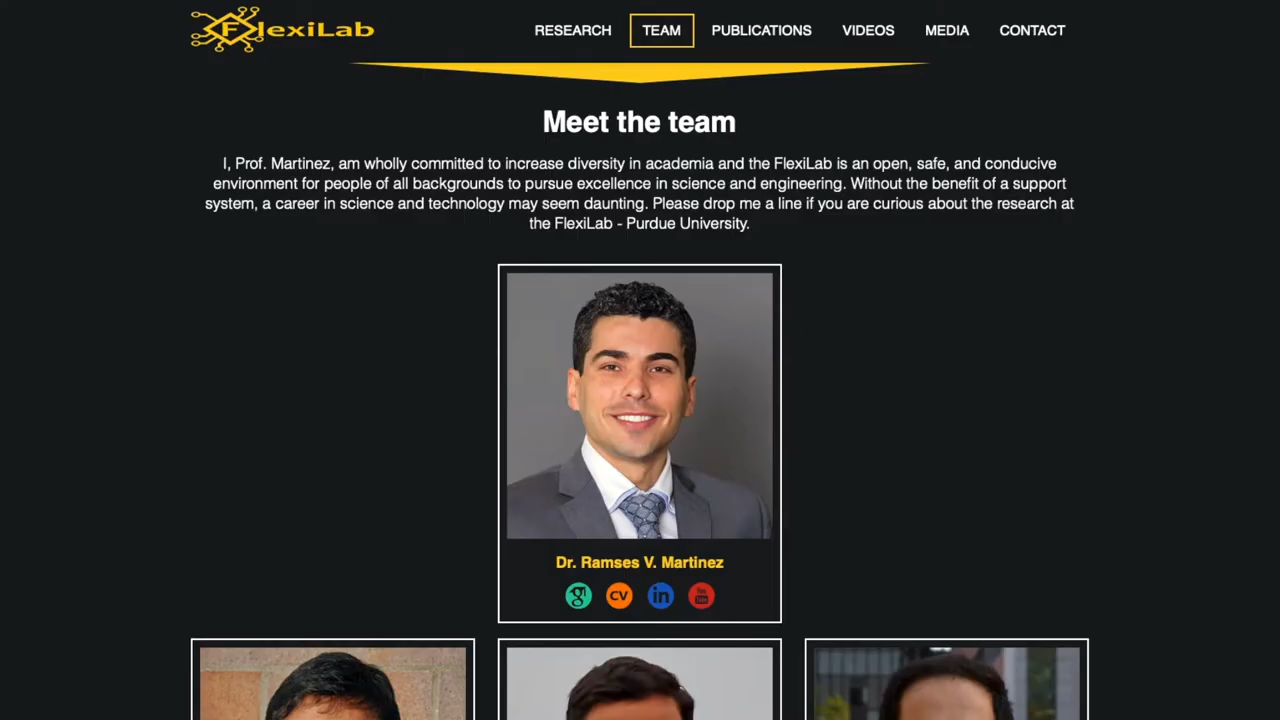 FlexiLab
RESEARCH TEAM PUBLICATIONS VIDEOS MEDIA CONTACT
Meet the team
I, Prof. Martinez, am wholly committed to increase diversity in academia and the FlexiLab is an open, safe, and conducive
environment for people of all backgrounds to pursue excellence in science and engineering. Without the benefit of a support
system, a career in science and technology may seem daunting. Please drop me a line if you are curious about the research at
the FlexiLab - Purdue University.
Dr. Ramses V. Martinez
g CV in You Tube